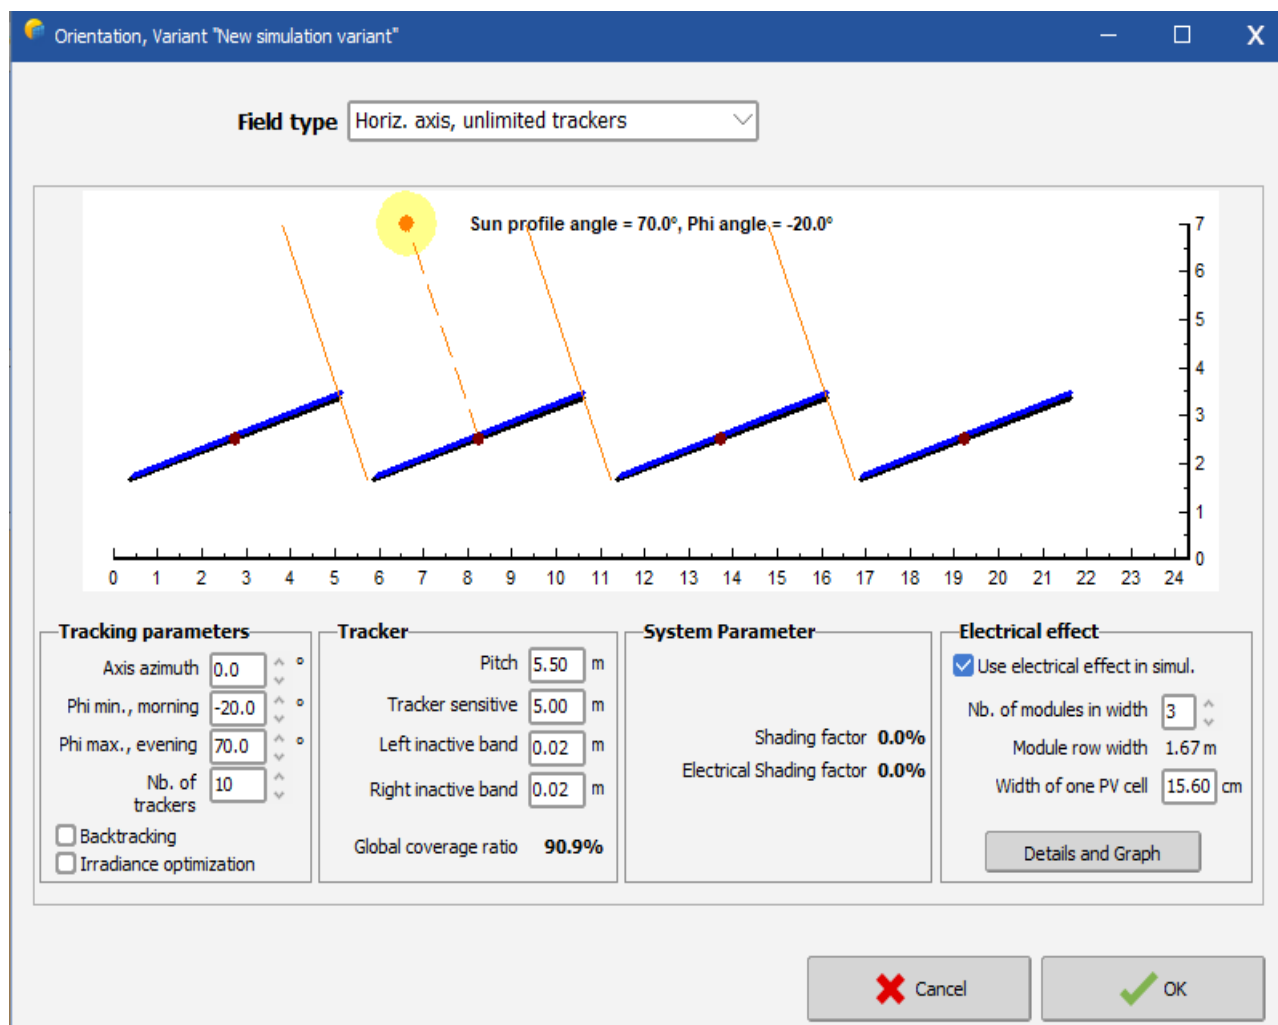 Orientation, Variant "New simulation variant"
Field type Horiz. axis, unlimited trackers
Sun profile angle = 70.0°, Phi angle = -20.0°
7
6
5
4
3
2
1
0
0 1 2 3 4 5 6 7 8 9 10 11 12 13 14 15 16 17 18 19 20 21 22 23 24
Tracking parameters
Axis azimuth 0.0 °
Phi min., morning -20.0 °
Phi max., evening 70.0 °
Nb. of trackers 10
Backtracking
Irradiance optimization
Tracker
Pitch 5.50 m
Tracker sensitive 5.00 m
Left inactive band 0.02 m
Right inactive band 0.02 m
Global coverage ratio 90.9%
System Parameter
Shading factor 0.0%
Electrical Shading factor 0.0%
Electrical effect
Use electrical effect in simul.
Nb. of modules in width 3
Module row width 1.67 m
Width of one PV cell 15.60 cm
Details and Graph
Cancel
OK